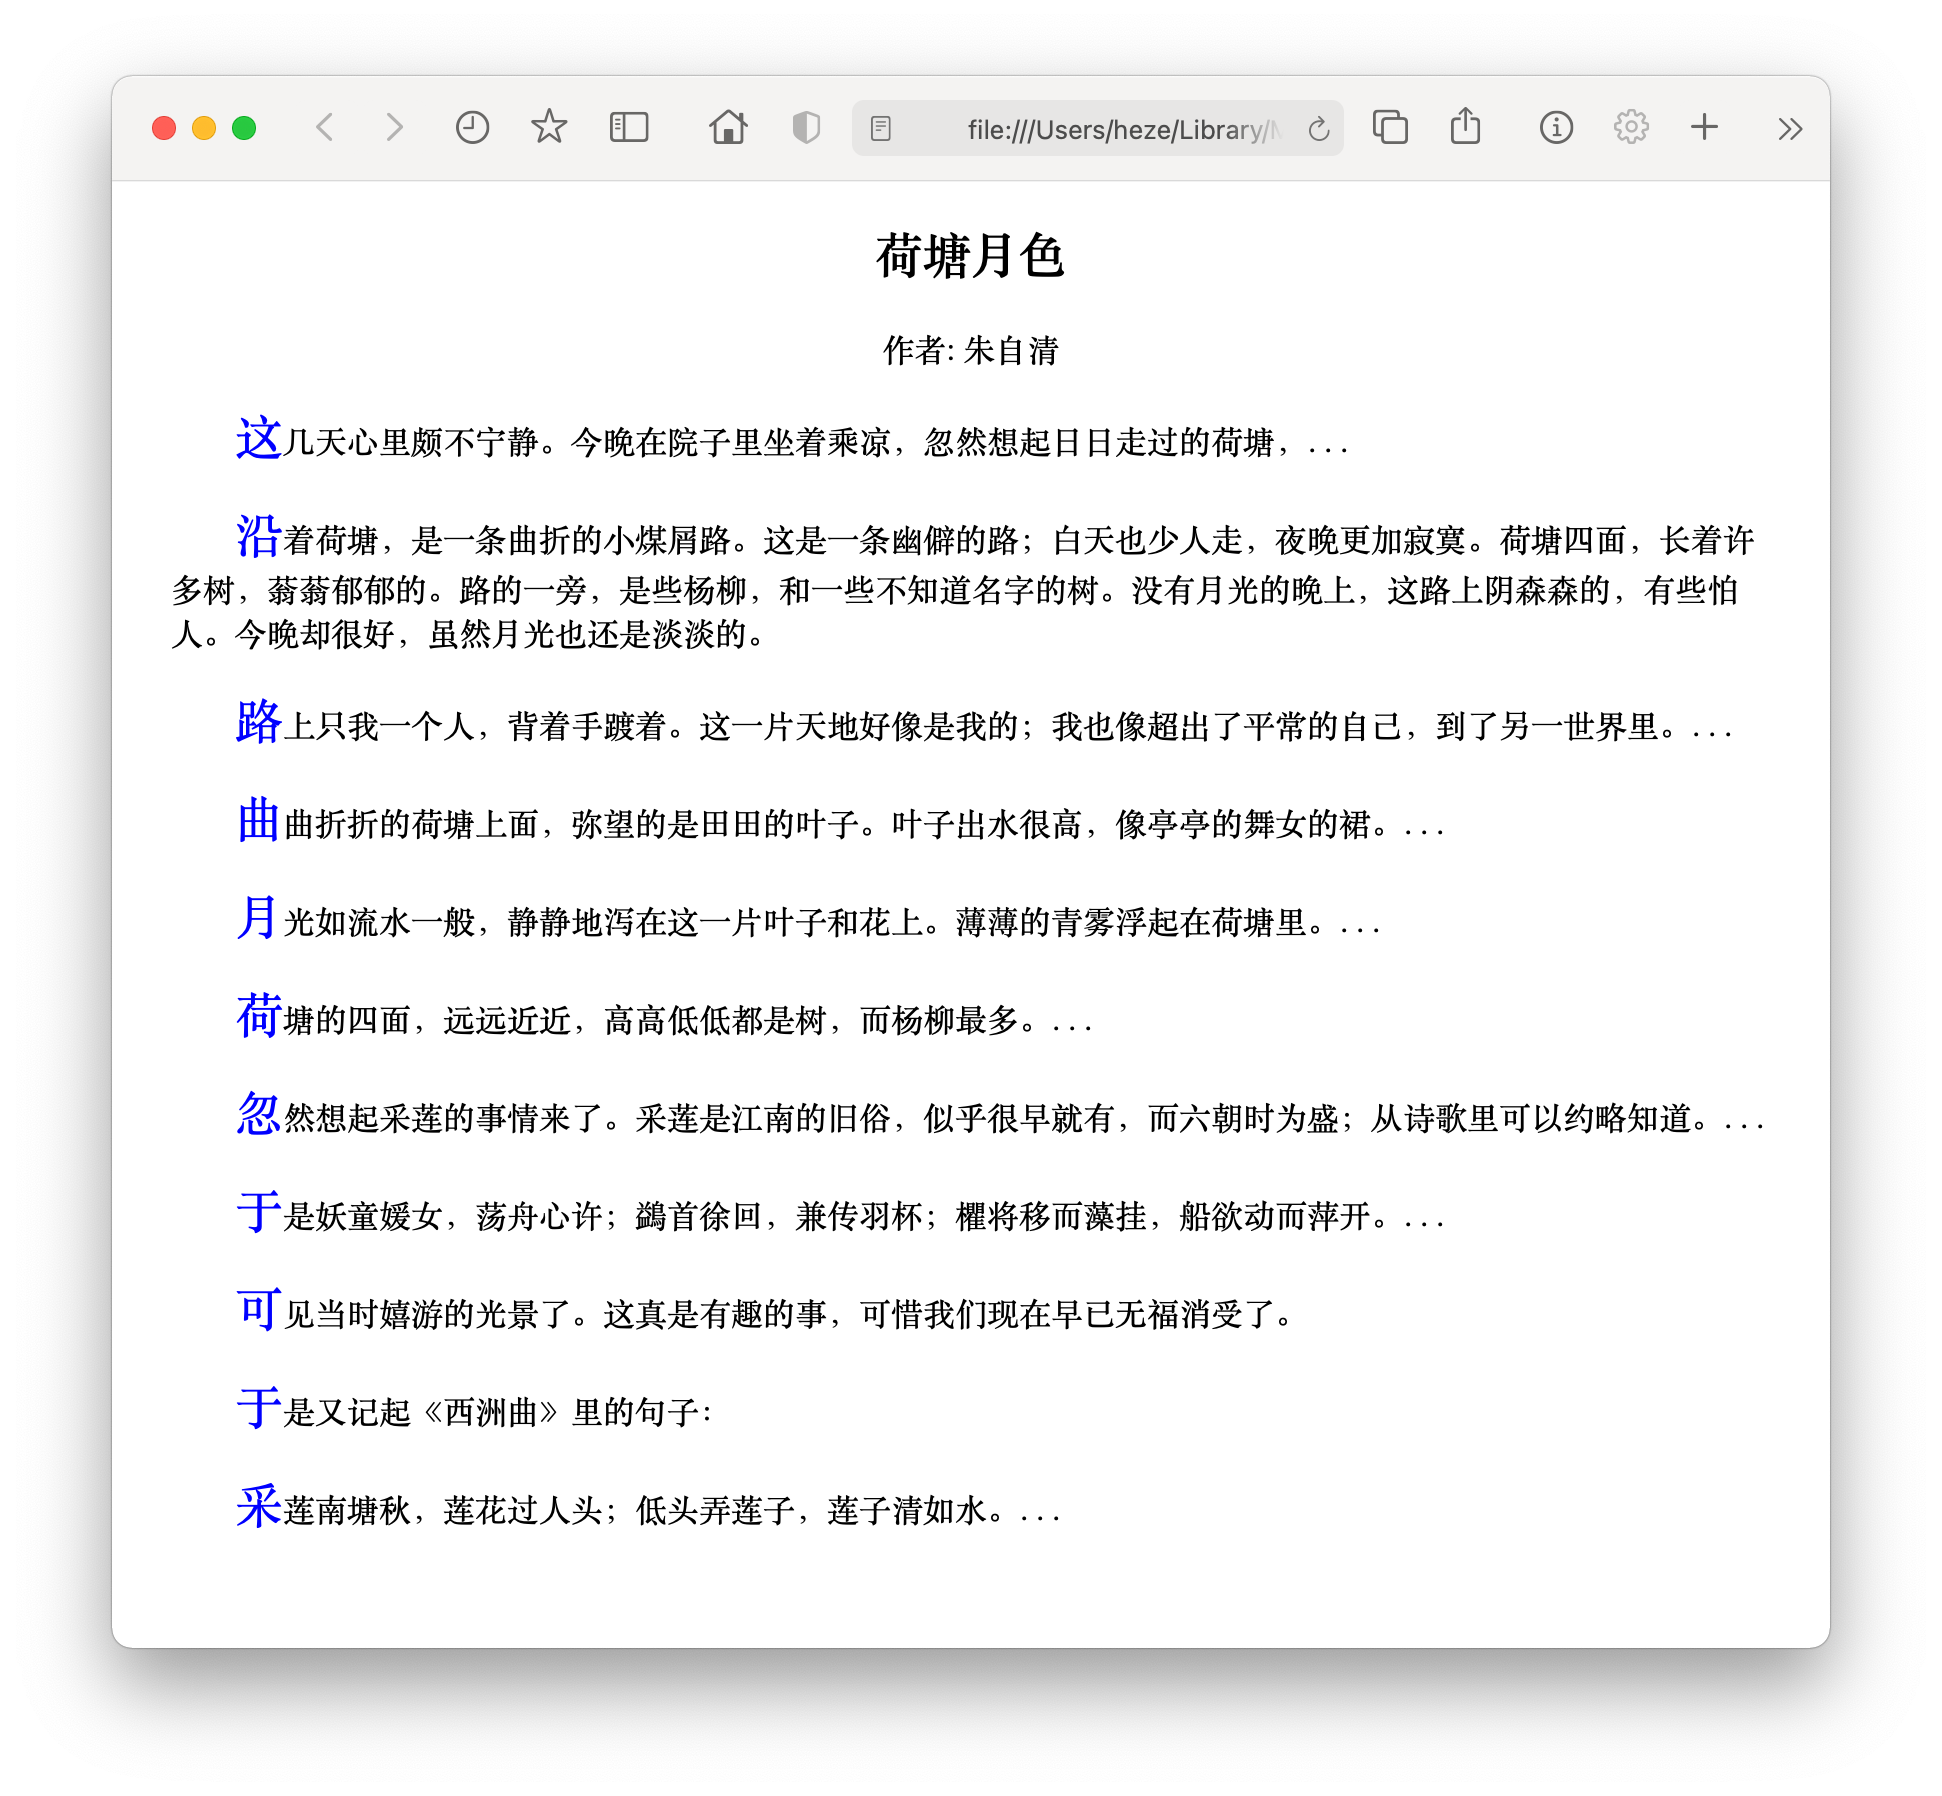 file:///Users/heze/Library/
荷塘月色
作者: 朱自清
这几天心里颇不宁静。今晚在院子里坐着乘凉，忽然想起日日走过的荷塘，...
沿着荷塘，是一条曲折的小煤屑路。这是一条幽僻的路；白天也少人走，夜晚更加寂寞。荷塘四面，长着许
多树，蓊蓊郁郁的。路的一旁，是些杨柳，和一些不知道名字的树。没有月光的晚上，这路上阴森森的，有些怕
人。今晚却很好，虽然月光也还是淡淡的。
路上只我一个人，背着手踱着。这一片天地好像是我的；我也像超出了平常的自己，到了另一世界里。...
曲曲折折的荷塘上面，弥望的是田田的叶子。叶子出水很高，像亭亭的舞女的裙。...
月光如流水一般，静静地泻在这一片叶子和花上。薄薄的青雾浮起在荷塘里。...
荷塘的四面，远远近近，高高低低都是树，而杨柳最多。...
忽然想起采莲的事情来了。采莲是江南的旧俗，似乎很早就有，而六朝时为盛；从诗歌里可以约略知道。...
于是妖童媛女，荡舟心许；鷁首徐回，兼传羽杯；櫂将移而藻挂，船欲动而萍开。...
可见当时嬉游的光景了。这真是有趣的事，可惜我们现在早已无福消受了。
于是又记起《西洲曲》里的句子：
采莲南塘秋，莲花过人头；低头弄莲子，莲子清如水。...